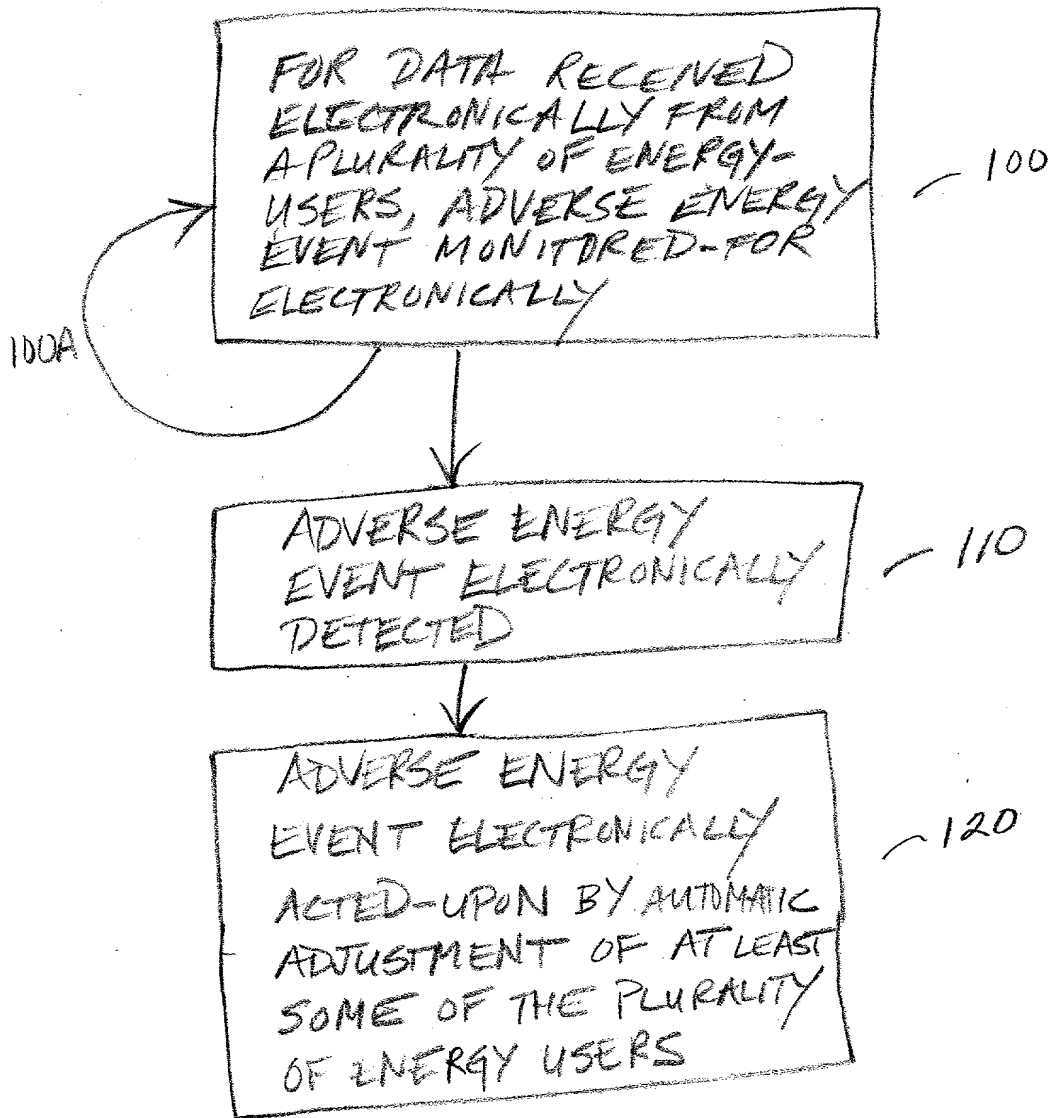 FOR DATA RECEIVED
ELECTRONICALLY FROM
A PLURALITY OF ENERGY-
USERS, ADVERSE ENERGY
EVENT MONITORED-FOR
ELECTRONICALLY
100
100A
ADVERSE ENERGY
EVENT ELECTRONICALLY
DETECTED
110
ADVERSE ENERGY
EVENT ELECTRONICALLY
ACTED-UPON BY AUTOMATIC
ADJUSTMENT OF AT LEAST
SOME OF THE PLURALITY
OF ENERGY USERS
120